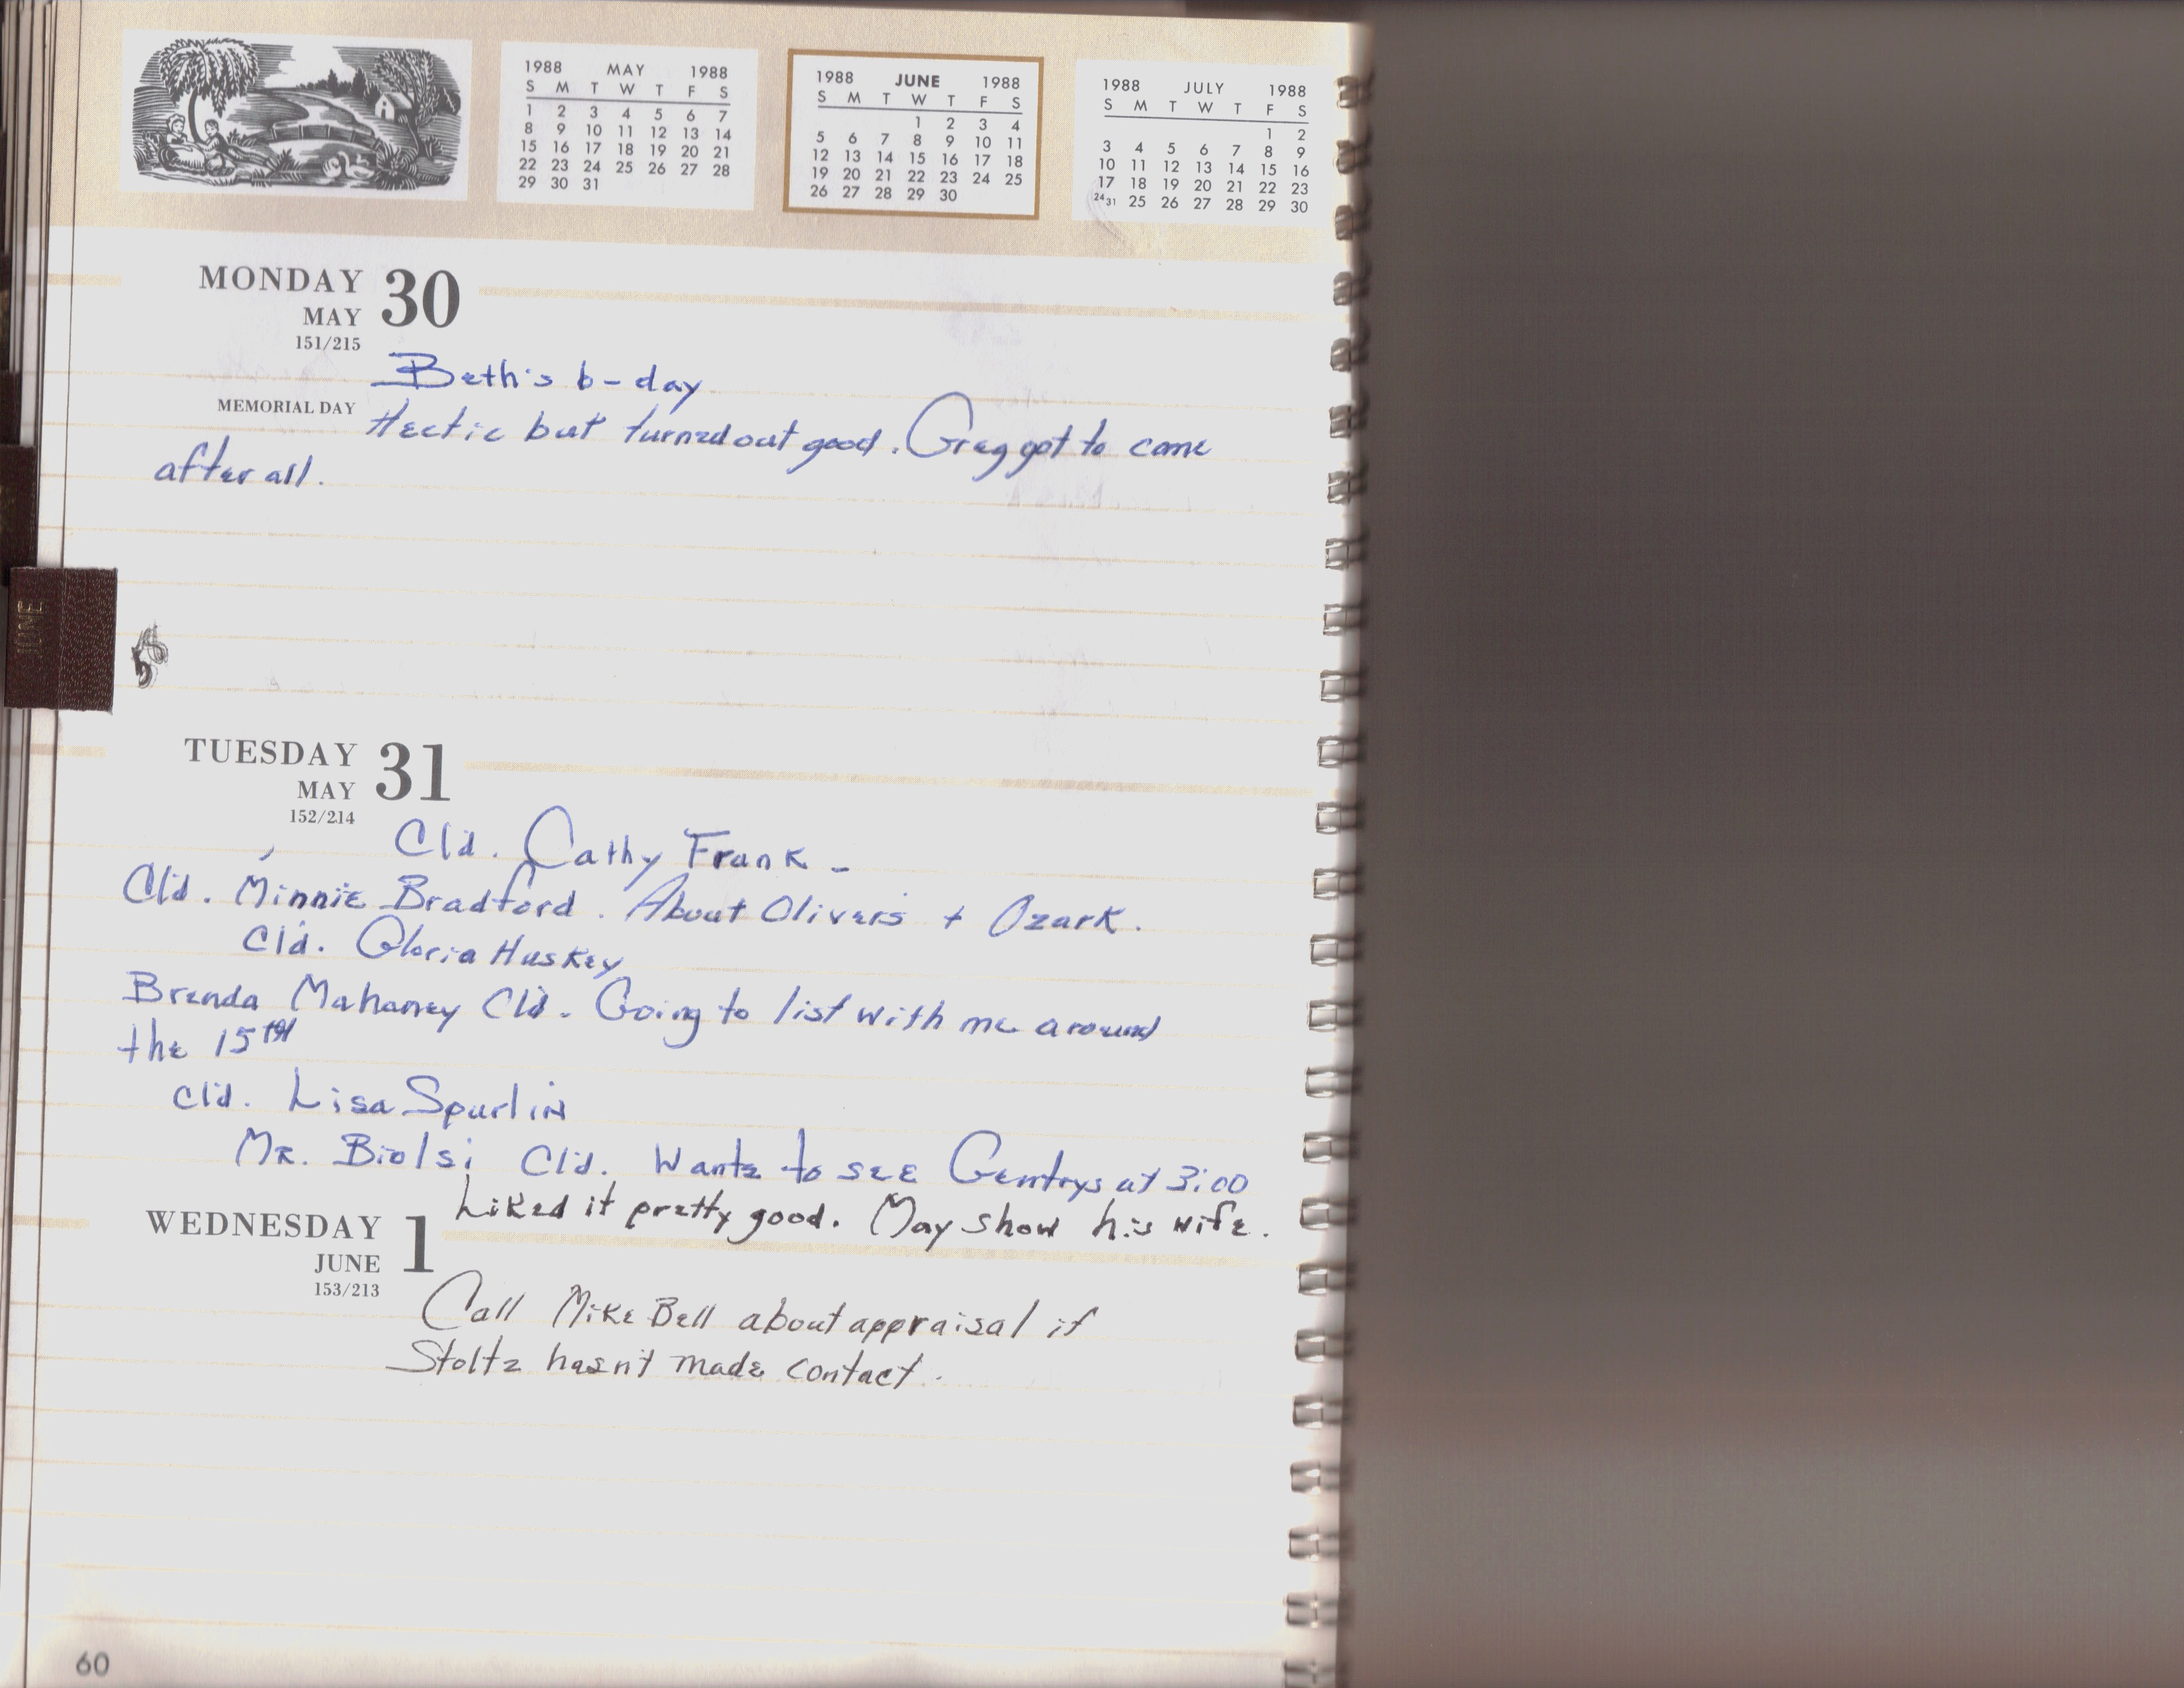 1988 MAY 1988
S M T W T F S
1 2 3 4 5 6 7
8 9 10 11 12 13 14
15 16 17 18 19 20 21
22 23 24 25 26 27 28
29 30 31
1988 JUNE 1988
S M T W T F S
1 2 3 4
5 6 7 8 9 10 11
12 13 14 15 16 17 18
19 20 21 22 23 24 25
26 27 28 29 30
1988 JULY 1988
S M T W T F S
1 2
3 4 5 6 7 8 9
10 11 12 13 14 15 16
17 18 19 20 21 22 23
24 31 25 26 27 28 29 30
MONDAY 30
MAY
151/215
Beth's b-day
MEMORIAL DAY
Hectic but turned out good. Greg got to come
after all.
JUNE
TUESDAY 31
MAY
152/214
Cl'd. Cathy Frank -
Cl'd. Minnie Bradford. About Olivers + Ozark.
Cl'd. Gloria Huskey
Brenda Mahaney Cl'd. Going to list with me around
the 15TH
Cl'd. Lisa Spurlin
MR. Biolsi Cl'd. Wants to see Gentrys at 3:00
Liked it pretty good. May show his wife.
WEDNESDAY 1
JUNE
153/213
Call Mike Bell about appraisal if
Stoltz hasn't made contact.
60